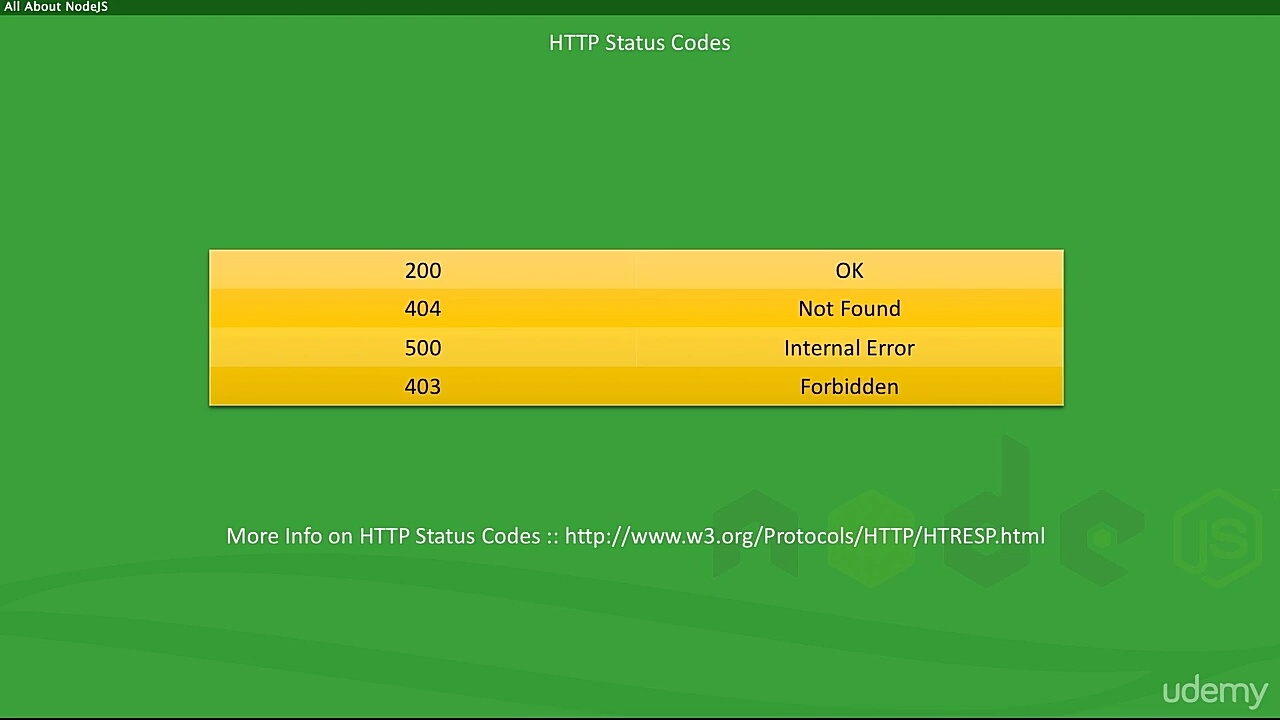 All About NodeJS
HTTP Status Codes
200 OK
404 Not Found
500 Internal Error
403 Forbidden
More Info on HTTP Status Codes :: http://www.w3.org/Protocols/HTTP/HTRESP.html
node JS
udemy